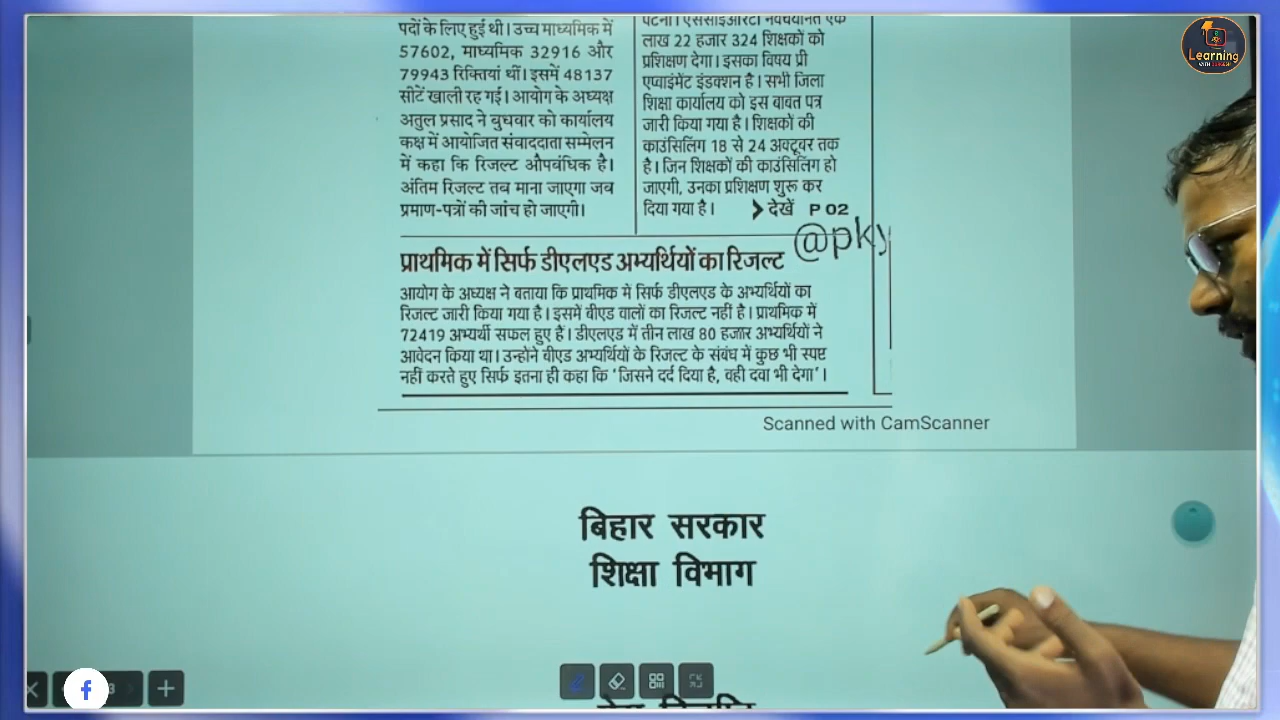 पदों के लिए हुई थी। उच्च माध्यमिक में
57602, माध्यमिक 32916 और
79943 रिक्तियां थीं। इसमें 48137
सीटें खाली रह गईं। आयोग के अध्यक्ष
अतुल प्रसाद ने बुधवार को कार्यालय
कक्ष में आयोजित संवाददाता सम्मेलन
में कहा कि रिजल्ट औपबंधिक है।
अंतिम रिजल्ट तब माना जाएगा जब
प्रमाण-पत्रों की जांच हो जाएगी।
पटना। एससीईआरटी नवचयनित एक
लाख 22 हजार 324 शिक्षकों को
प्रशिक्षण देगा। इसका विषय प्री
एप्वाइंमेंट इंडक्शन है। सभी जिला
शिक्षा कार्यालय को इस बाबत पत्र
जारी किया गया है। शिक्षकों की
काउंसिलिंग 18 से 24 अक्टूबर तक
है। जिन शिक्षकों की काउंसिलिंग हो
जाएगी, उनका प्रशिक्षण शुरू कर
दिया गया है। देखें P 02
@pky
प्राथमिक में सिर्फ डीएलएड अभ्यर्थियों का रिजल्ट
आयोग के अध्यक्ष ने बताया कि प्राथमिक में सिर्फ डीएलएड के अभ्यर्थियों का
रिजल्ट जारी किया गया है। इसमें बीएड वालों का रिजल्ट नहीं है। प्राथमिक में
72419 अभ्यर्थी सफल हुए हैं। डीएलएड में तीन लाख 80 हजार अभ्यर्थियों ने
आवेदन किया था। उन्होंने बीएड अभ्यर्थियों के रिजल्ट के संबंध में कुछ भी स्पष्ट
नहीं करते हुए सिर्फ इतना ही कहा कि ‘जिसने दर्द दिया है, वही दवा भी देगा’।
Scanned with CamScanner
बिहार सरकार
शिक्षा विभाग
Learning